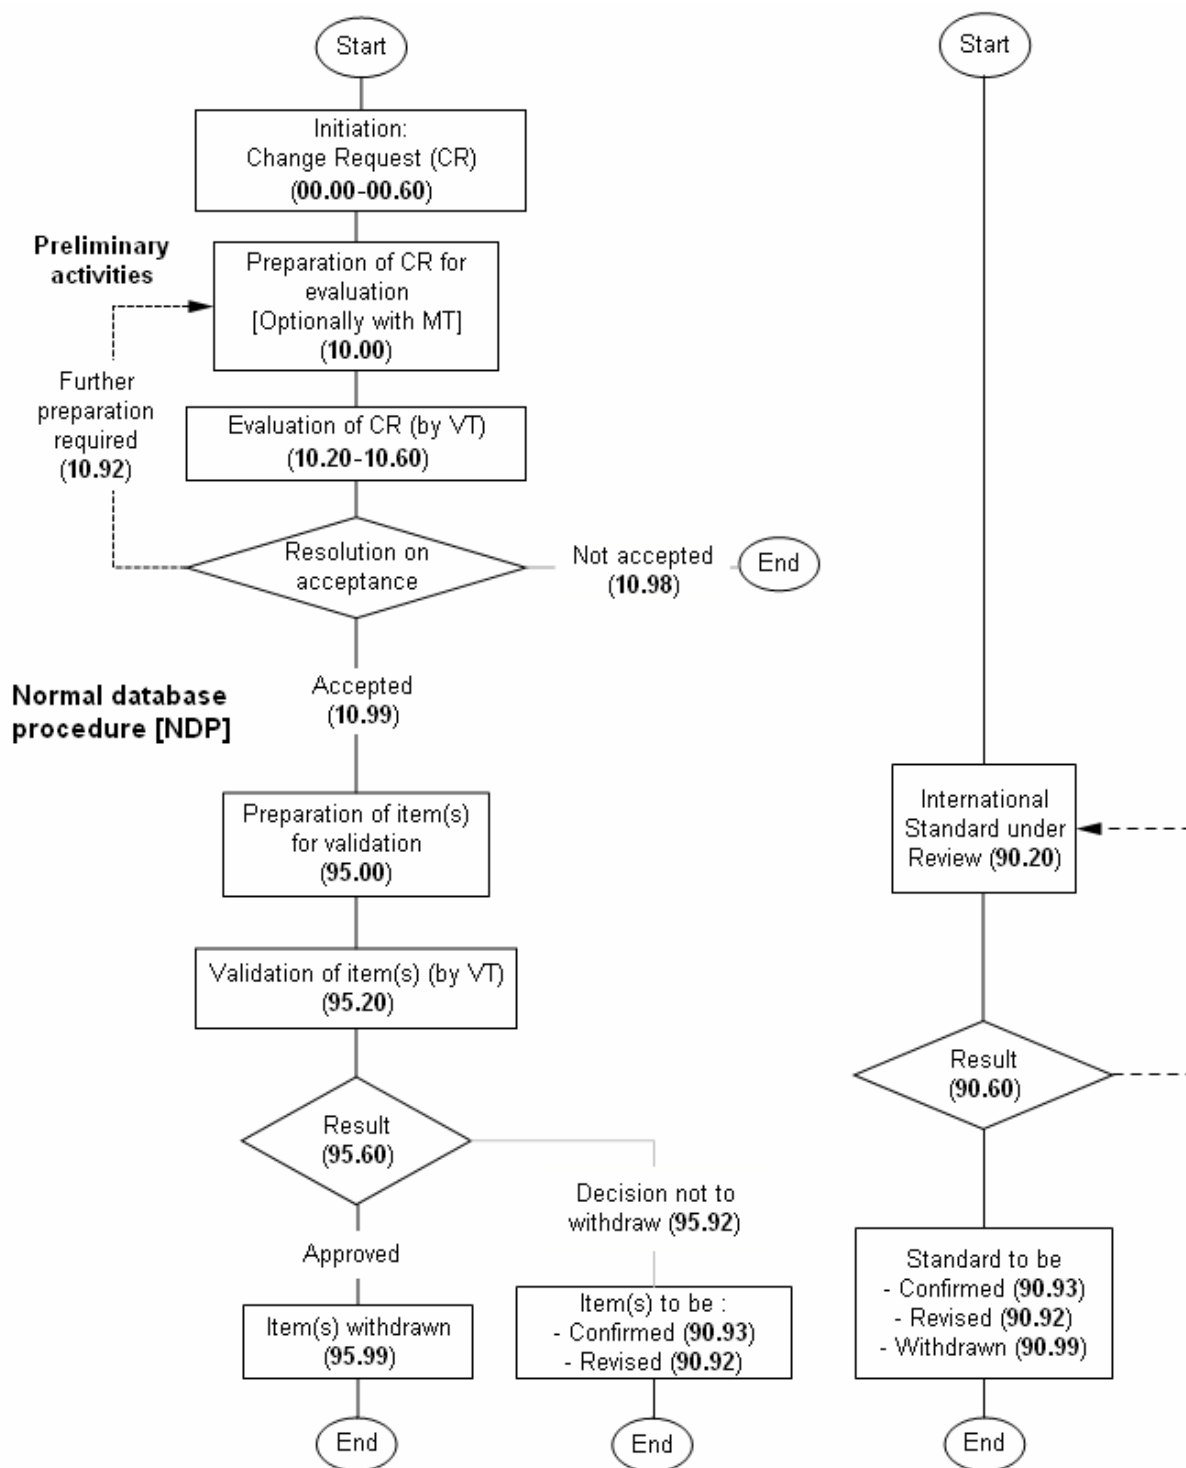 Start
Initiation:
Change Request (CR)
(00.00-00.60)
Preliminary
activities
Preparation of CR for
evaluation
[Optionally with MT]
(10.00)
Further
preparation
required
(10.92)
Evaluation of CR (by VT)
(10.20-10.60)
Resolution on
acceptance
Not accepted
(10.98)
End
Accepted
(10.99)
Normal database
procedure [NDP]
Preparation of item(s)
for validation
(95.00)
Validation of item(s) (by VT)
(95.20)
Result
(95.60)
Decision not to
withdraw (95.92)
Approved
Item(s) withdrawn
(95.99)
End
Item(s) to be :
- Confirmed (90.93)
- Revised (90.92)
End
Start
International
Standard under
Review (90.20)
Result
(90.60)
Standard to be
- Confirmed (90.93)
- Revised (90.92)
- Withdrawn (90.99)
End